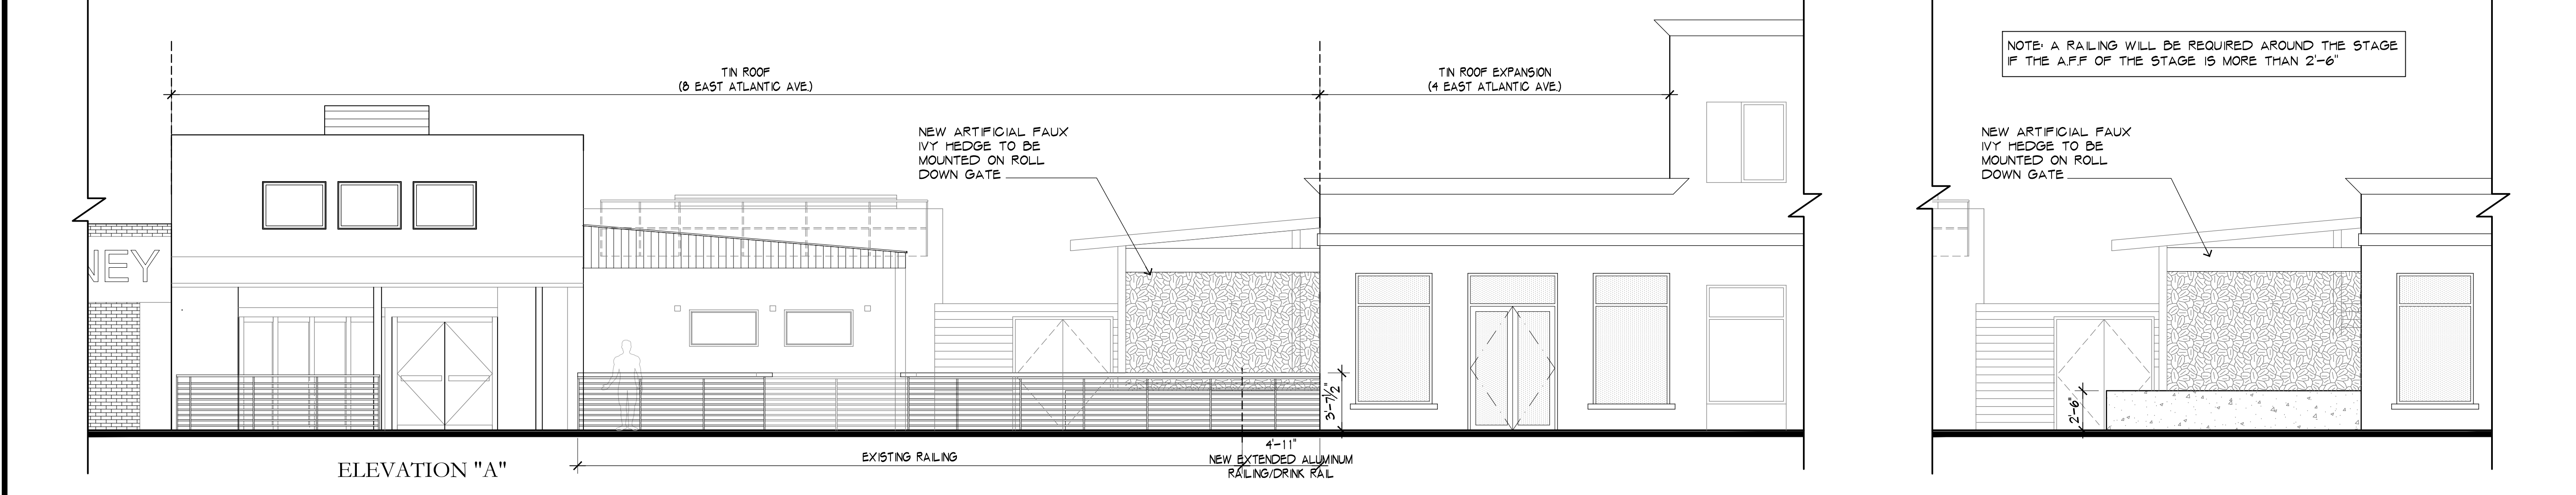 TIN ROOF
(8 EAST ATLANTIC AVE.)
TIN ROOF EXPANSION
(4 EAST ATLANTIC AVE.)
NOTE: A RAILING WILL BE REQUIRED AROUND THE STAGE
IF THE A.F.F OF THE STAGE IS MORE THAN 2'-6"
NEW ARTIFICIAL FAUX
IVY HEDGE TO BE
MOUNTED ON ROLL
DOWN GATE
NEW ARTIFICIAL FAUX
IVY HEDGE TO BE
MOUNTED ON ROLL
DOWN GATE
NEY
3'-7 1/2"
2'-6"
4'-11"
EXISTING RAILING
NEW EXTENDED ALUMINUM
RAILING/DRINK RAIL
ELEVATION "A"